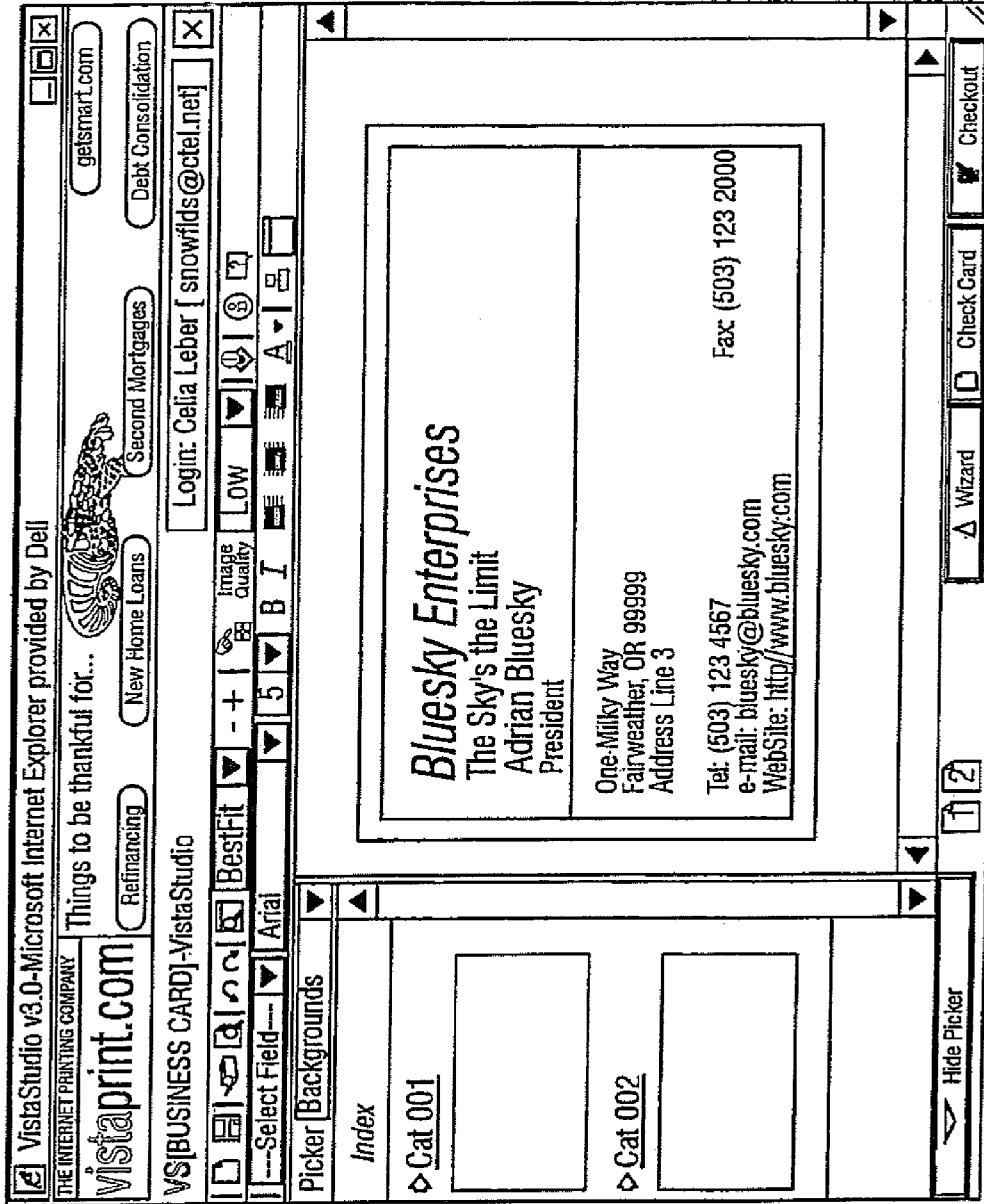 VistaStudio v3.0-Microsoft Internet Explorer provided by Dell
THE INTERNET PRINTING COMPANY
vistaprint.com
Things to be thankful for...
getsmart.com
Refinancing
New Home Loans
Second Mortgages
Debt Consolidation
VS[BUSINESS CARD]-VistaStudio
Login: Celia Leber [ snowflds@ctel.net]
BestFit - + Image Quality Low
----Select Field---- Arial 5 B I A
Picker Backgrounds
Index
Cat 001
Cat 002
Bluesky Enterprises
The Sky's the Limit
Adrian Bluesky
President
One-Milky Way
Fairweather, OR 99999
Address Line 3
Tel: (503) 123 4567
Fax: (503) 123 2000
e-mail: bluesky@bluesky.com
WebSite: http//www.bluesky.com
Hide Picker
1 2
Wizard
Check Card
Checkout